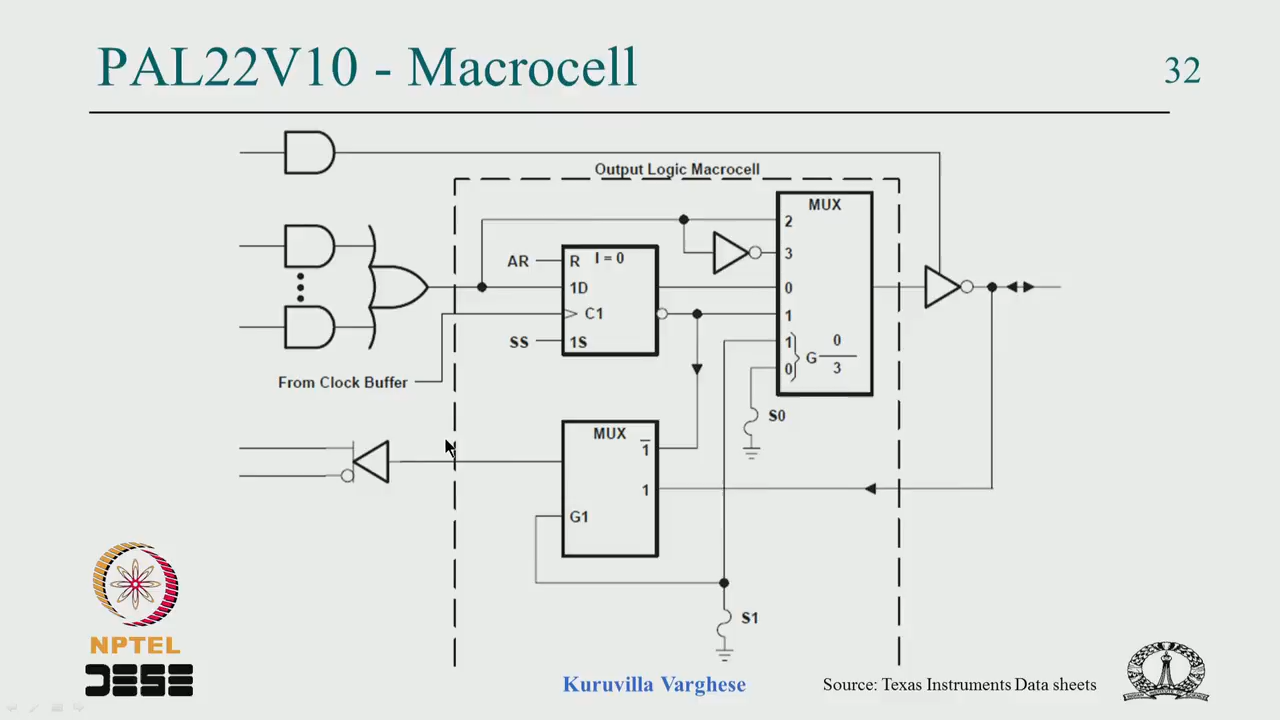 PAL22V10 - Macrocell
32
Output Logic Macrocell
MUX
2
3
0
1
1
0
G 0
3
AR
R I = 0
1D
C1
SS
1S
From Clock Buffer
S0
MUX
1
1
G1
S1
NPTEL
DESE
Kuruvilla Varghese
Source: Texas Instruments Data sheets